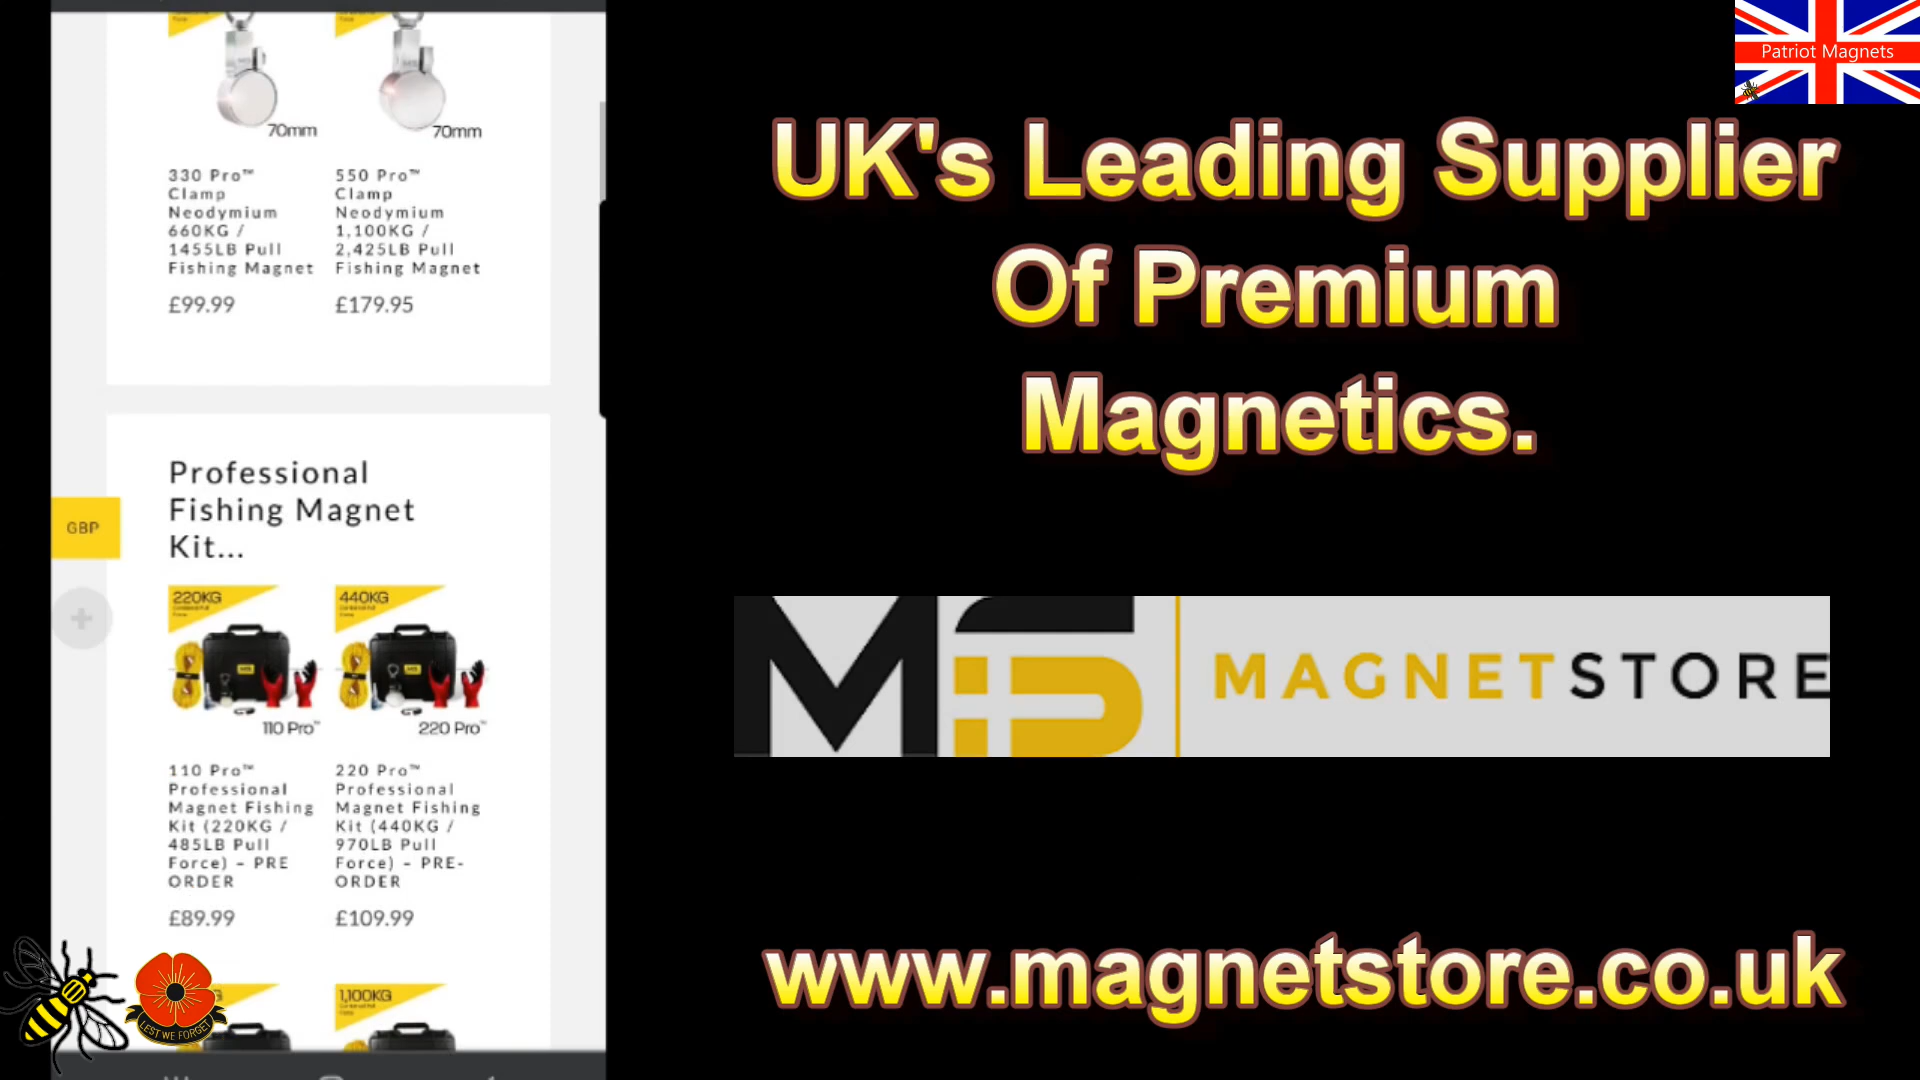 Patriot Magnets
UK's Leading Supplier
Of Premium
Magnetics.
MAGNETSTORE
www.magnetstore.co.uk
70mm
70mm
330 Pro™
Clamp
Neodymium
660KG /
1455LB Pull
Fishing Magnet
£99.99
550 Pro™
Clamp
Neodymium
1,100KG /
2,425LB Pull
Fishing Magnet
£179.95
Professional
Fishing Magnet
Kit...
GBP
220KG
110 Pro™
440KG
220 Pro™
110 Pro™
Professional
Magnet Fishing
Kit (220KG /
485LB Pull
Force) – PRE
ORDER
£89.99
220 Pro™
Professional
Magnet Fishing
Kit (440KG /
970LB Pull
Force) – PRE-
ORDER
£109.99
1,100KG
LEST WE FORGET